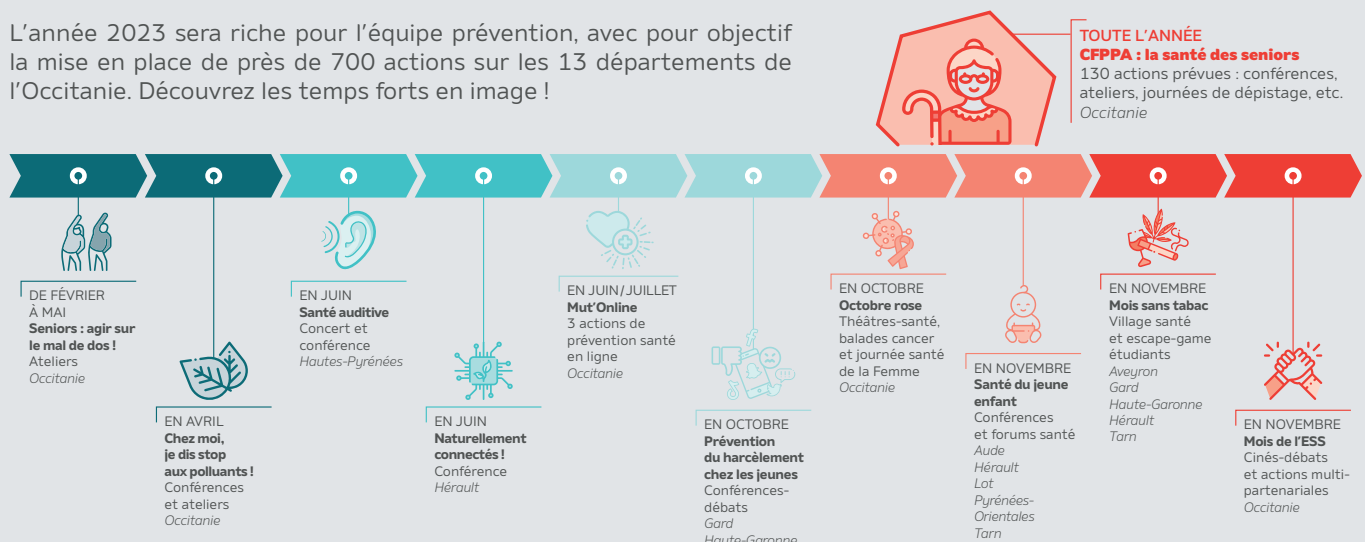 L'année 2023 sera riche pour l'équipe prévention, avec pour objectif
la mise en place de près de 700 actions sur les 13 départements de
l'Occitanie. Découvrez les temps forts en image !
TOUTE L'ANNÉE
CFPPA : la santé des seniors
130 actions prévues : conférences,
ateliers, journées de dépistage, etc.
Occitanie
DE FÉVRIER
À MAI
Seniors : agir sur
le mal de dos !
Ateliers
Occitanie
EN AVRIL
Chez moi,
je dis stop
aux polluants !
Conférences
et ateliers
Occitanie
EN JUIN
Santé auditive
Concert et
conférence
Hautes-Pyrénées
EN JUIN
Naturellement
connectés !
Conférence
Hérault
EN JUIN/JUILLET
Mut'Online
3 actions de
prévention santé
en ligne
Occitanie
EN OCTOBRE
Prévention
du harcèlement
chez les jeunes
Conférences-
débats
Gard
Haute-Garonne
EN OCTOBRE
Octobre rose
Théâtres-santé,
balades cancer
et journée santé
de la Femme
Occitanie
EN NOVEMBRE
Santé du jeune
enfant
Conférences
et forums santé
Aude
Hérault
Lot
Pyrénées-
Orientales
Tarn
EN NOVEMBRE
Mois sans tabac
Village santé
et escape-game
étudiants
Aveyron
Gard
Haute-Garonne
Hérault
Tarn
EN NOVEMBRE
Mois de l'ESS
Cinés-débats
et actions multi-
partenariales
Occitanie